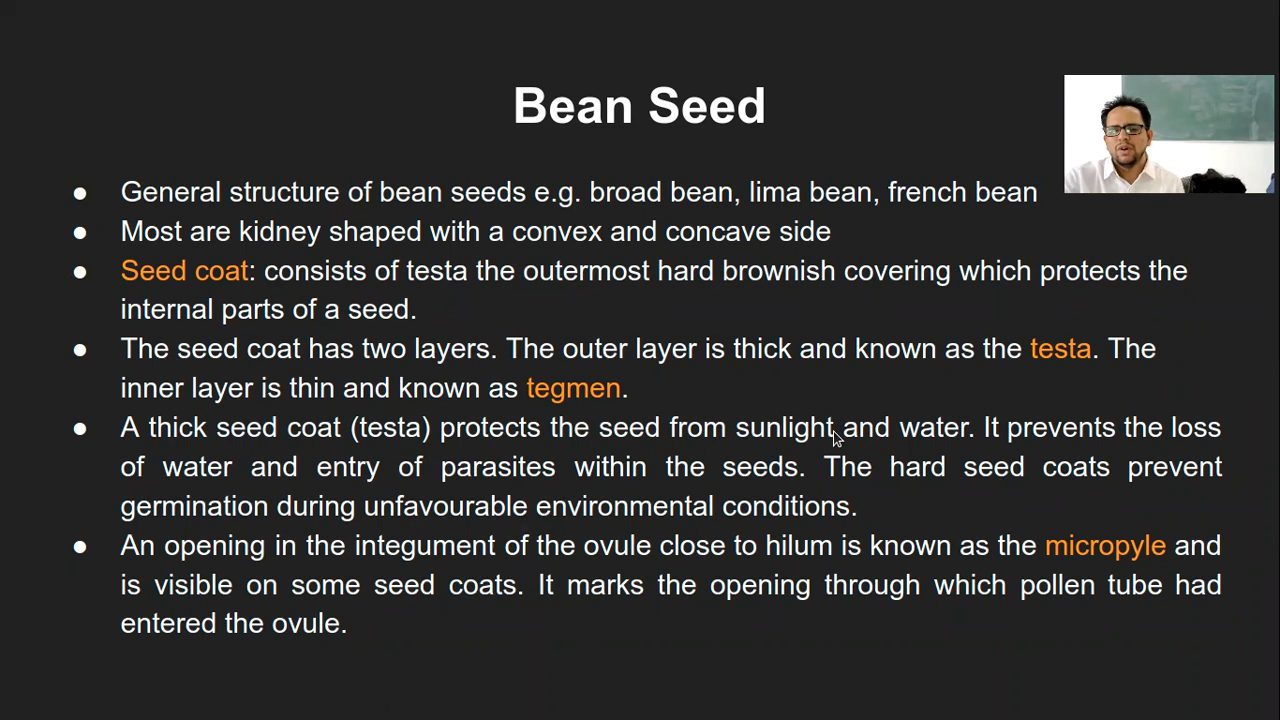 Bean Seed
● General structure of bean seeds e.g. broad bean, lima bean, french bean
● Most are kidney shaped with a convex and concave side
● Seed coat: consists of testa the outermost hard brownish covering which protects the
internal parts of a seed.
● The seed coat has two layers. The outer layer is thick and known as the testa. The
inner layer is thin and known as tegmen.
● A thick seed coat (testa) protects the seed from sunlight and water. It prevents the loss
of water and entry of parasites within the seeds. The hard seed coats prevent
germination during unfavourable environmental conditions.
● An opening in the integument of the ovule close to hilum is known as the micropyle and
is visible on some seed coats. It marks the opening through which pollen tube had
entered the ovule.